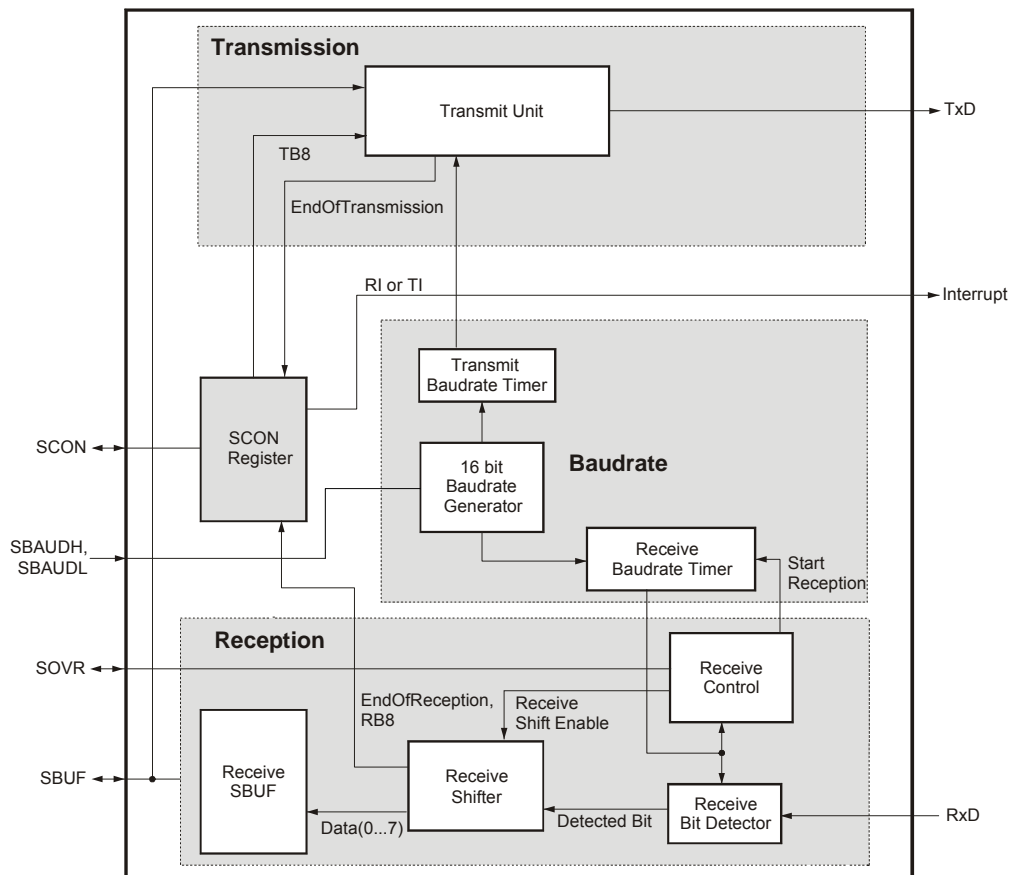 Transmission
Transmit Unit
TxD
TB8
EndOfTransmission
RI or TI
Interrupt
Transmit
Baudrate Timer
SCON
SCON
Register
16 bit
Baudrate
Generator
Baudrate
SBAUDH,
SBAUDL
Receive
Baudrate Timer
Start
Reception
Reception
SOVR
Receive
Control
EndOfReception,
RB8
Receive
Shift Enable
SBUF
Receive
SBUF
Receive
Shifter
Data(0...7)
Detected Bit
Receive
Bit Detector
RxD